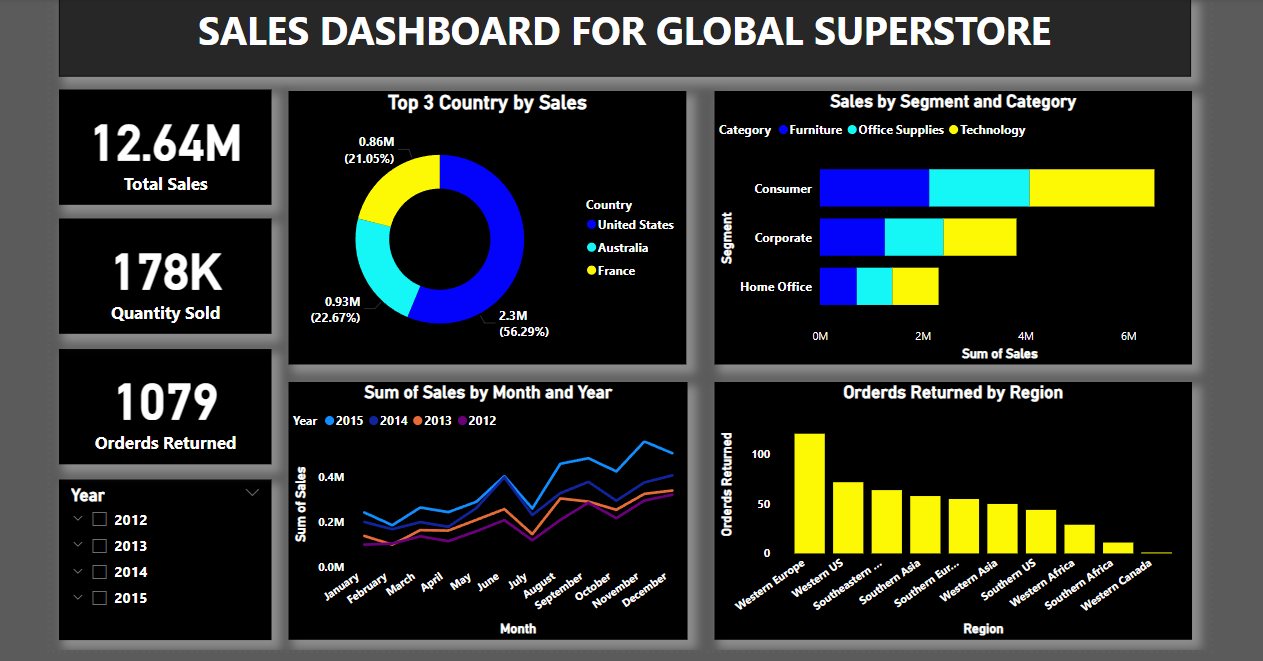 SALES DASHBOARD FOR GLOBAL SUPERSTORE
12.64M
Total Sales
178K
Quantity Sold
1079
Orderds Returned
Year
2012
2013
2014
2015
Top 3 Country by Sales
0.86M
(21.05%)
0.93M
(22.67%)
2.3M
(56.29%)
Country
United States
Australia
France
Sales by Segment and Category
Category Furniture Office Supplies Technology
Segment
Consumer
Corporate
Home Office
0M 2M 4M 6M
Sum of Sales
Sum of Sales by Month and Year
Year 2015 2014 2013 2012
Sum of Sales
0.4M
0.2M
0.0M
January February March April May June July August September October November December
Month
Orderds Returned by Region
Orderds Returned
100
50
0
Western Europe Western US Southeastern ... Southern Asia Southern Eur... Western Asia Southern US Western Africa Southern Africa Western Canada
Region